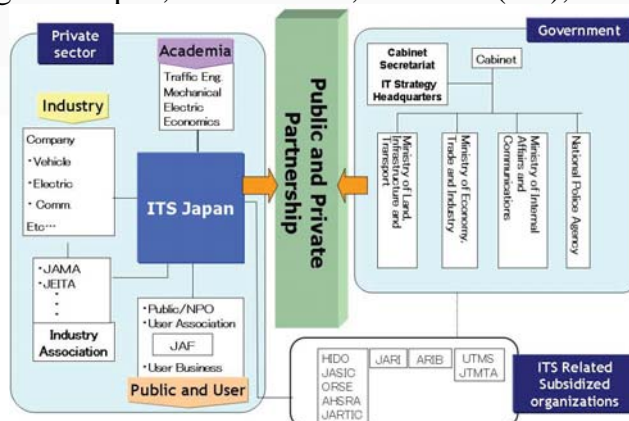 Private
sector
Academia
Traffic Eng.
Mechanical
Electric
Economics
Industry
Company
・Vehicle
・Electric
・Comm.
Etc…
ITS Japan
・JAMA
・JEITA
Industry
Association
・Public/NPO
・User Association
JAF
・User Business
Public and User
Public and Private
Partnership
Government
Cabinet
Secretariat
IT Strategy
Headquarters
Cabinet
Ministry of Land,
Infrastructure and
Transport
Ministry of Economy,
Trade and Industry
Ministry of Internal
Affairs and
Communications
National Police Agency
HIDO
JASIC
ORSE
AHSRA
JARTIC
JARI
ARIB
UTMS
JTMTA
ITS Related
Subsidized
organizations